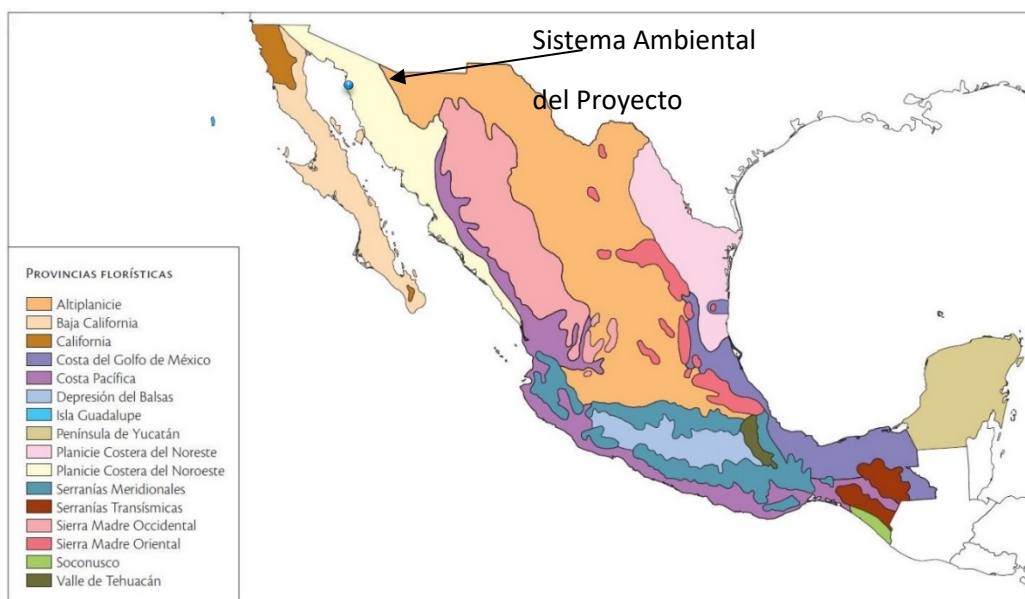 Sistema Ambiental
del Proyecto
PROVINCIAS FLORÍSTICAS
Altiplanicie
Baja California
California
Costa del Golfo de México
Costa Pacífica
Depresión del Balsas
Isla Guadalupe
Península de Yucatán
Planicie Costera del Noreste
Planicie Costera del Noroeste
Serranías Meridionales
Serranías Transísmicas
Sierra Madre Occidental
Sierra Madre Oriental
Soconusco
Valle de Tehuacán